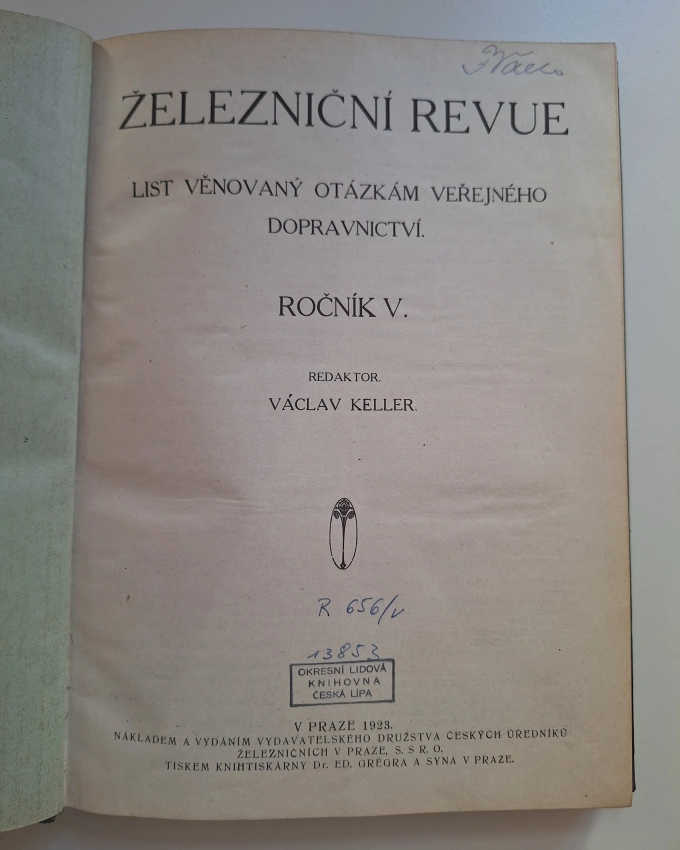 ŽELEZNIČNÍ REVUE
LIST VĚNOVANÝ OTÁZKÁM VEŘEJNÉHO
DOPRAVNICTVÍ.
ROČNÍK V.
REDAKTOR.
VÁCLAV KELLER.
R 656/V
13853
OKRESNÍ LIDOVÁ
KNIHOVNA
ČESKÁ LÍPA
V PRAZE 1923.
NÁKLADEM A VYDÁNÍM VYDAVATELSKÉHO DRUŽSTVA ČESKÝCH ÚŘEDNÍKŮ
ŽELEZNIČNÍCH V PRAZE, S. S R. O.
TISKEM KNIHTISKÁRNY Dr. ED. GRÉGRA A SYNA V PRAZE.